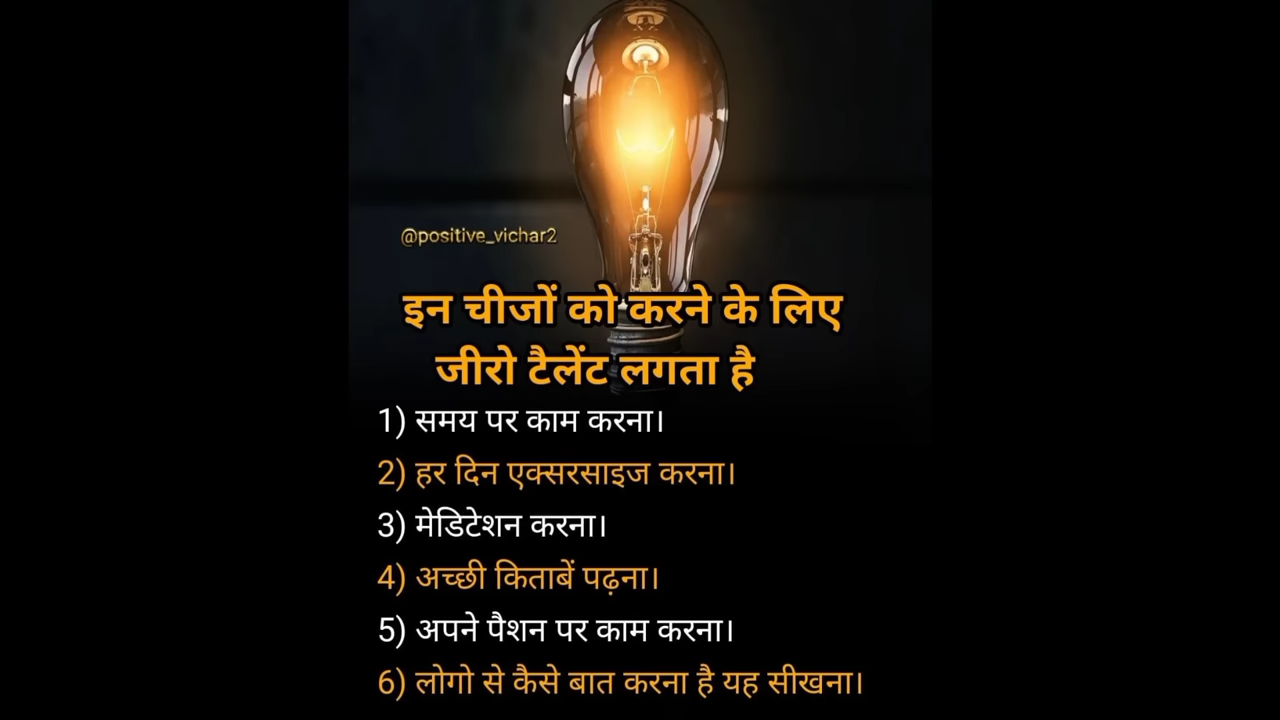 @positive_vichar2
इन चीजों को करने के लिए
जीरो टैलेंट लगता है
1) समय पर काम करना।
2) हर दिन एक्सरसाइज करना।
3) मेडिटेशन करना।
4) अच्छी किताबें पढ़ना।
5) अपने पैशन पर काम करना।
6) लोगो से कैसे बात करना है यह सीखना।